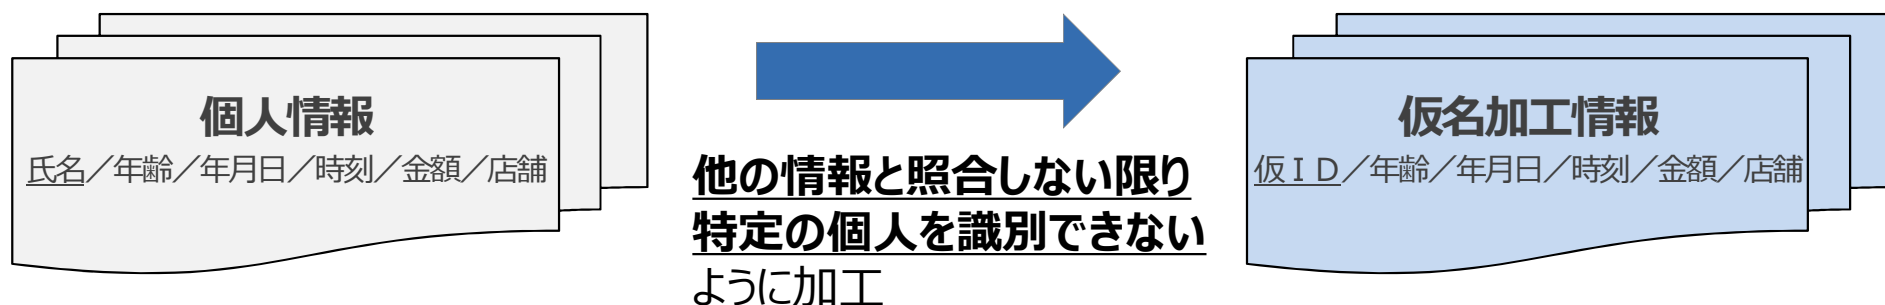 個人情報
氏名／年齢／年月日／時刻／金額／店舗
他の情報と照合しない限り
特定の個人を識別できない
ように加工
仮名加工情報
仮ＩＤ／年齢／年月日／時刻／金額／店舗